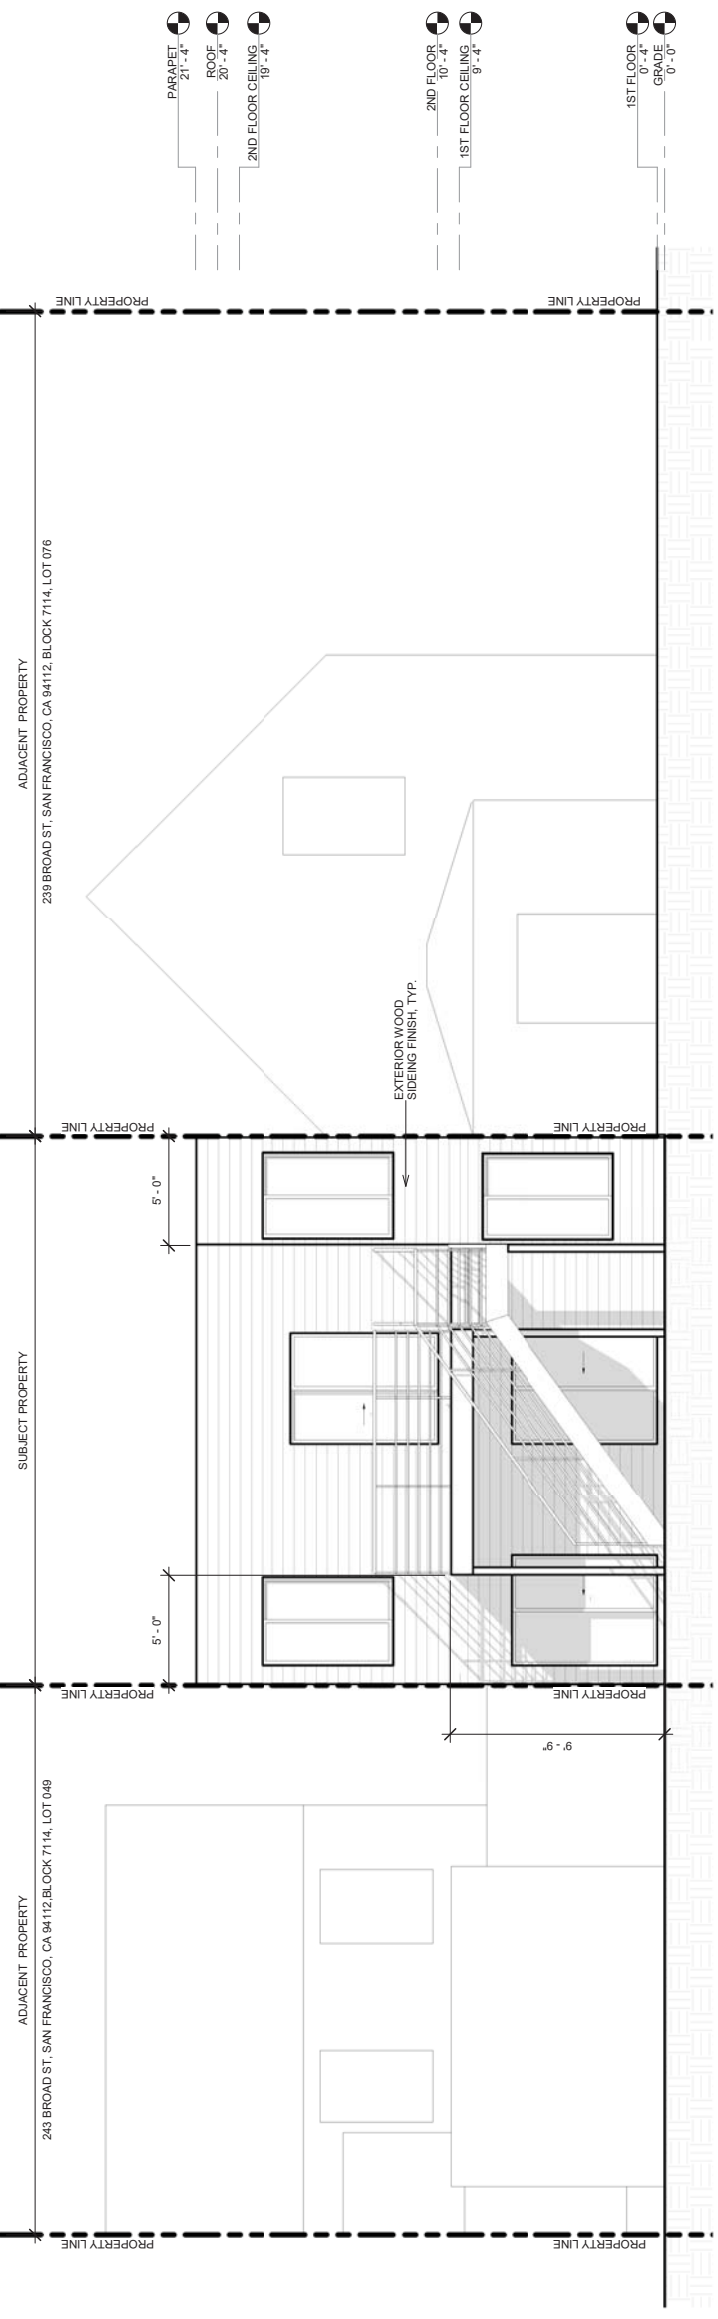 ADJACENT PROPERTY
243 BROAD ST, SAN FRANCISCO, CA 94112,BLOCK 7114, LOT 049
SUBJECT PROPERTY
ADJACENT PROPERTY
239 BROAD ST, SAN FRANCISCO, CA 94112, BLOCK 7114, LOT 076
PROPERTY LINE
PROPERTY LINE
PROPERTY LINE
PROPERTY LINE
5' - 0"
5' - 0"
PARAPET
21' - 4"
ROOF
20' - 4"
2ND FLOOR CEILING
19' - 4"
EXTERIOR WOOD
SIDEING FINISH, TYP.
2ND FLOOR
10' - 4"
1ST FLOOR CEILING
9' - 4"
9' - 9"
PROPERTY LINE
PROPERTY LINE
PROPERTY LINE
PROPERTY LINE
1ST FLOOR
0' - 4"
GRADE
0' - 0"